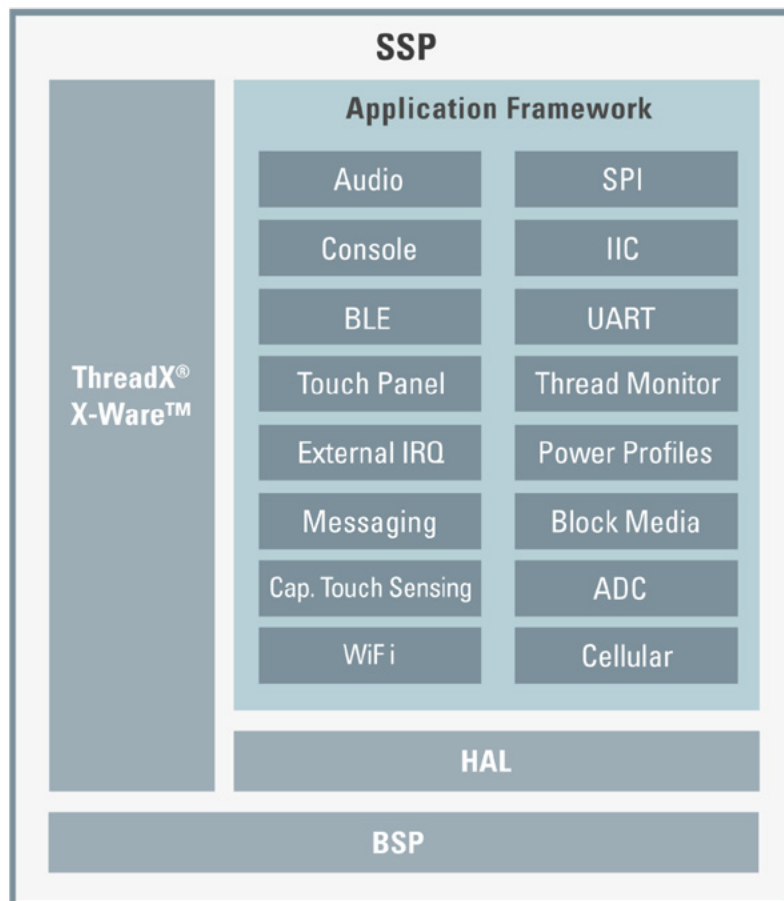 SSP
ThreadX®
X-Ware™
Application Framework
Audio
SPI
Console
IIC
BLE
UART
Touch Panel
Thread Monitor
External IRQ
Power Profiles
Messaging
Block Media
Cap. Touch Sensing
ADC
WiFi
Cellular
HAL
BSP